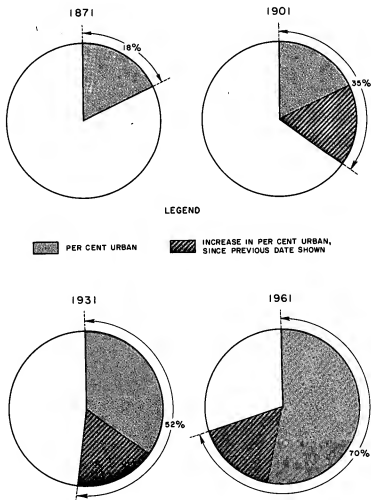 1871
18%
1901
35%
LEGEND
PER CENT URBAN
INCREASE IN PER CENT URBAN,
SINCE PREVIOUS DATE SHOWN
1931
52%
1961
70%